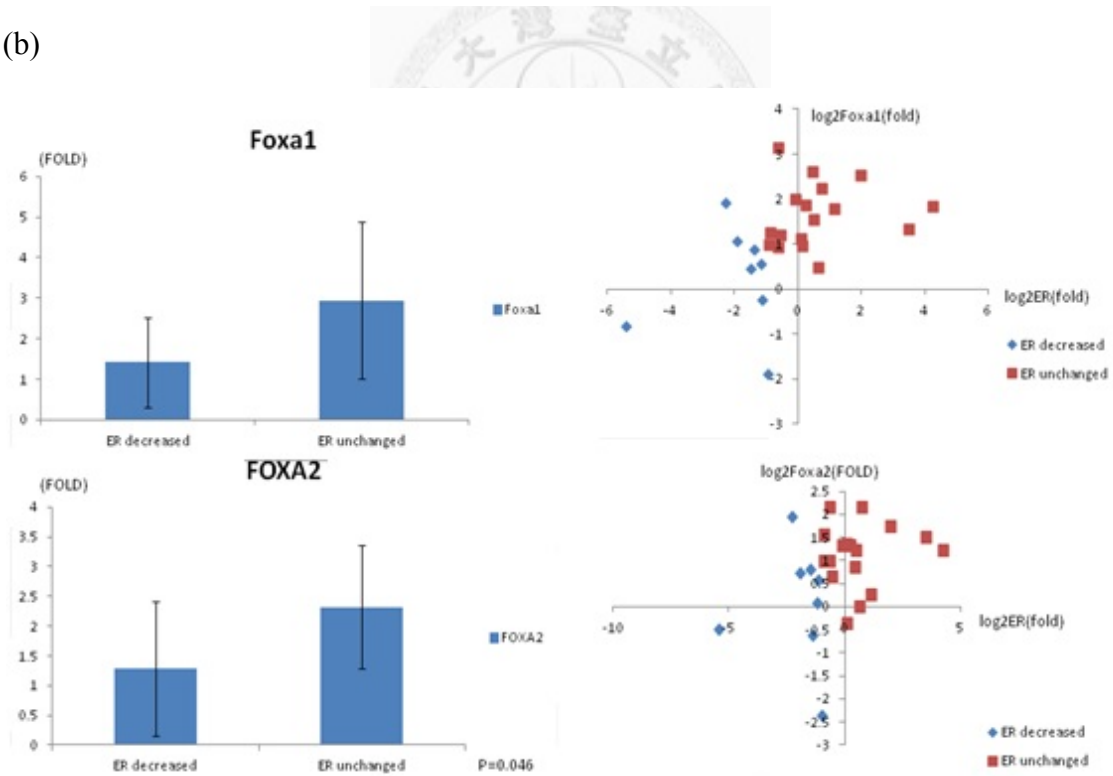 (b)
大 灣 臺 立
Foxa1
(FOLD)
6
5
4
3
2
1
0
ER decreased
ER unchanged
Foxa1
log2Foxa1(fold)
4
3
2
1
0
-1
-2
-3
-6
-4
-2
2
4
6
log2ER(fold)
ER decreased
ER unchanged
FOXA2
(FOLD)
4
3.5
3
2.5
2
1.5
1
0.5
0
ER decreased
ER unchanged
FOXA2
P=0.046
log2Foxa2(FOLD)
2.5
2
1.5
1
0.5
0
-0.5
-1
-1.5
-2
-2.5
-3
-10
-5
0
5
log2ER(fold)
ER decreased
ER unchanged